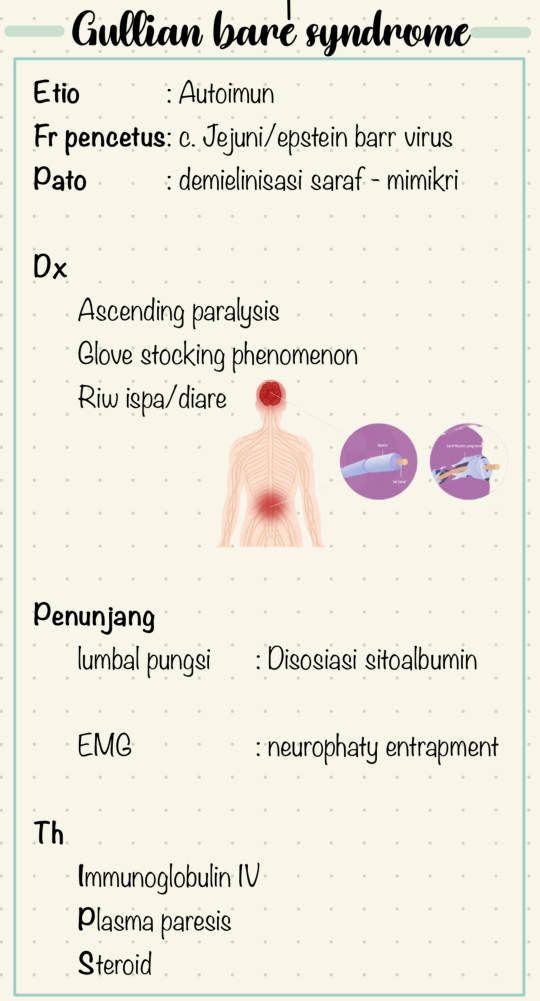 Gullian baré syndrome
Etio : Autoimun
Fr pencetus: c. Jejuni/epstein barr virus
Pato : demielinisasi saraf - mimikri
Dx
Ascending paralysis
Glove stocking phenomenon
Riw ispa/diare
Penunjang
lumbal pungsi : Disosiasi sitoalbumin
EMG : neurophaty entrapment
Th
Immunoglobulin IV
Plasma paresis
Steroid